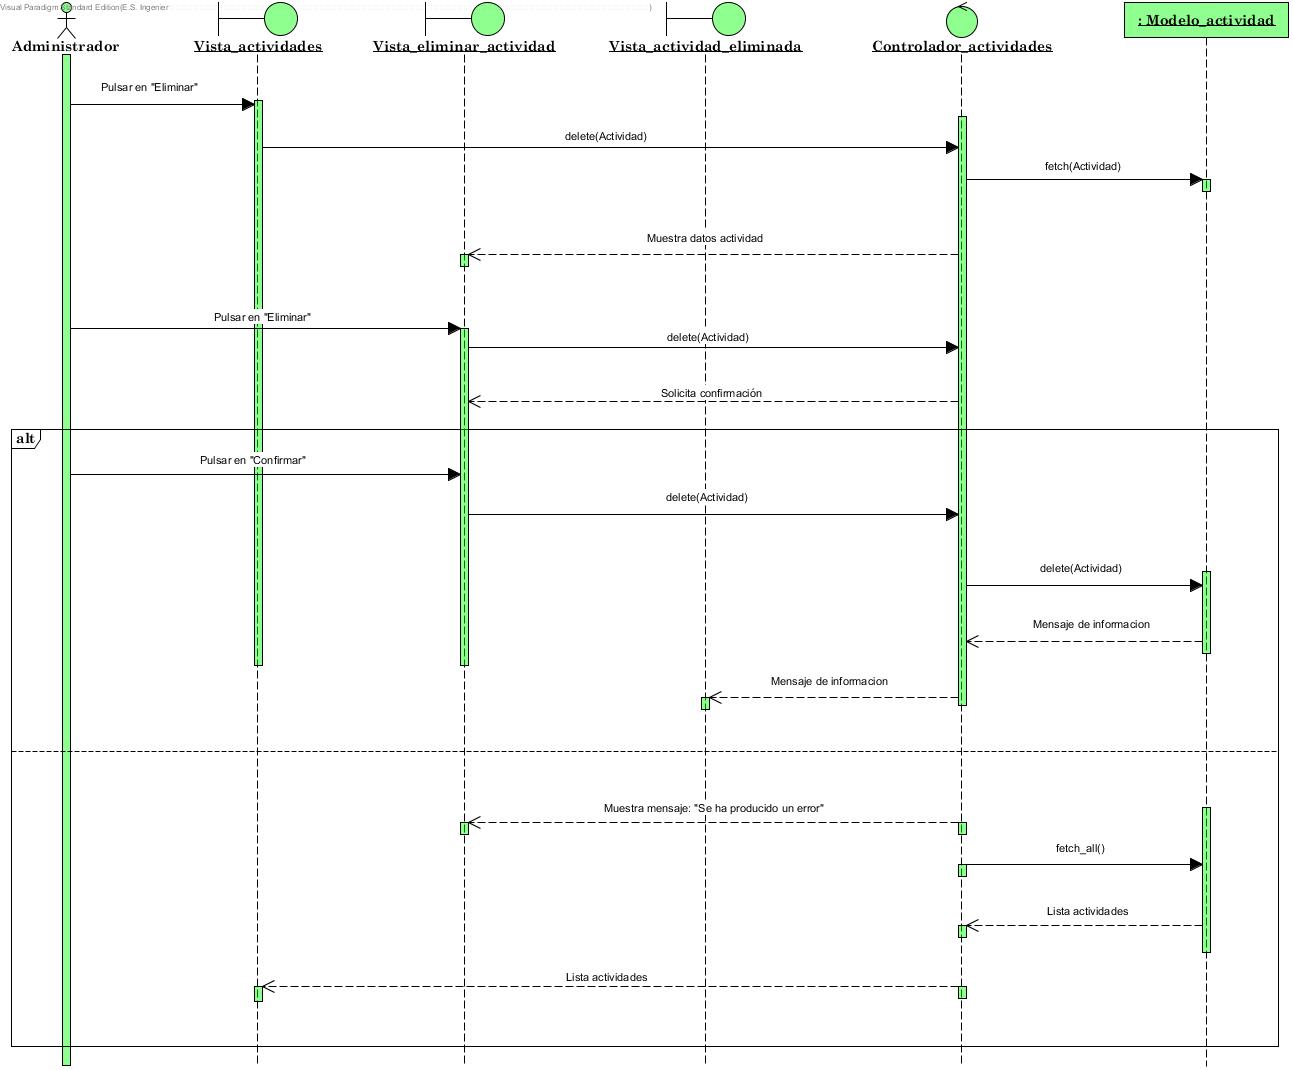 Visual Paradigm Standard Edition(E.S. Ingenier
)
Administrador
Vista_actividades
Vista_eliminar_actividad
Vista_actividad_eliminada
Controlador_actividades
: Modelo_actividad
Pulsar en "Eliminar"
delete(Actividad)
fetch(Actividad)
Muestra datos actividad
Pulsar en "Eliminar"
delete(Actividad)
Solicita confirmación
alt
Pulsar en "Confirmar"
delete(Actividad)
delete(Actividad)
Mensaje de informacion
Mensaje de informacion
Muestra mensaje: "Se ha producido un error"
fetch_all()
Lista actividades
Lista actividades